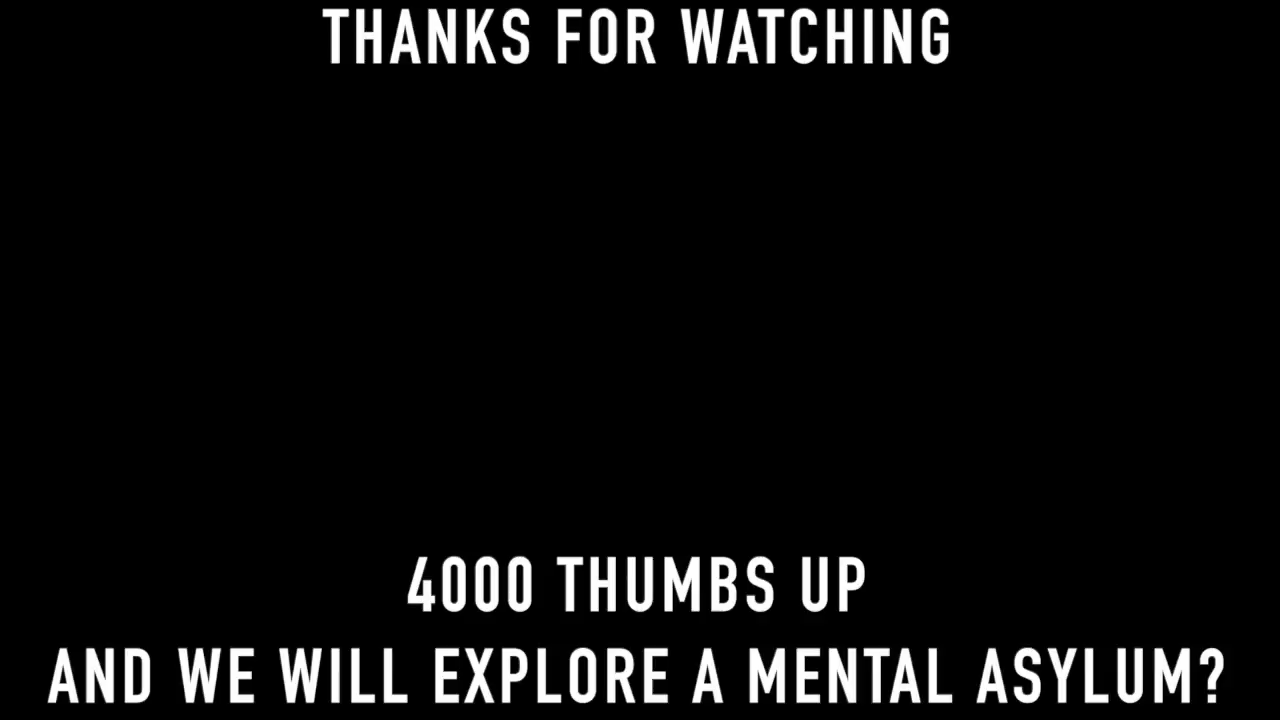 THANKS FOR WATCHING
4000 THUMBS UP
AND WE WILL EXPLORE A MENTAL ASYLUM?